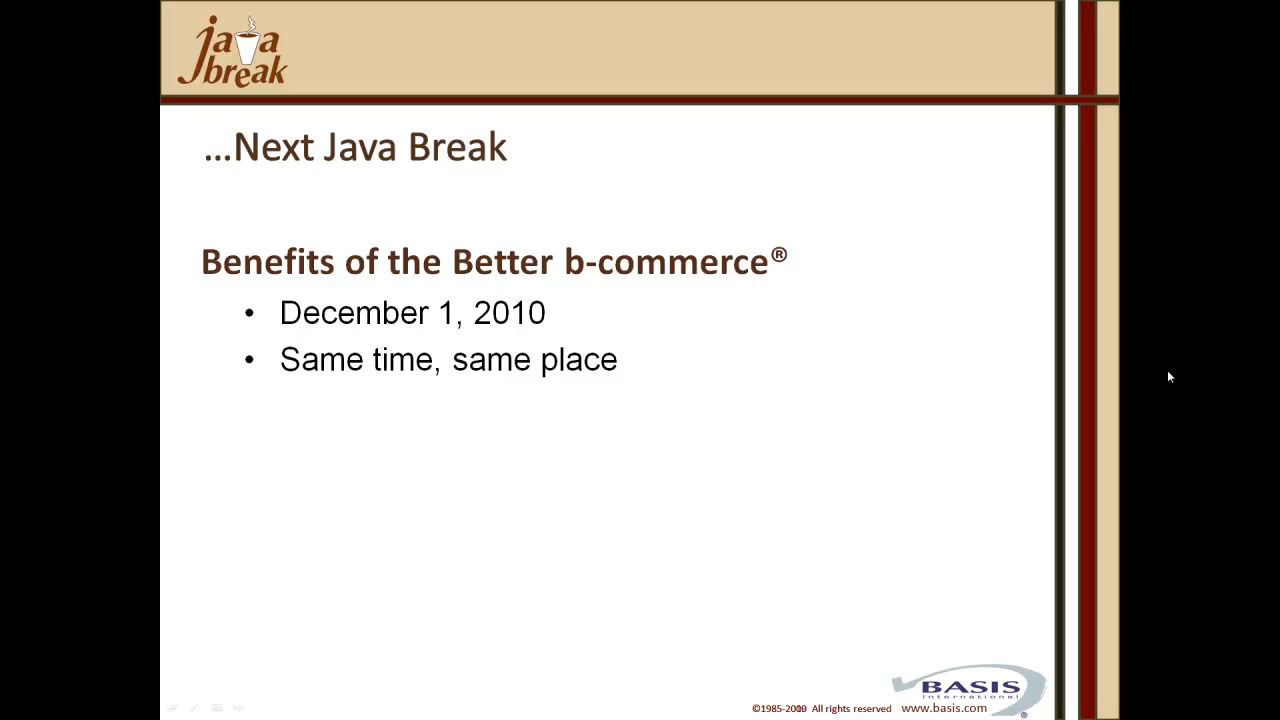 java
break
...Next Java Break
Benefits of the Better b-commerce®
• December 1, 2010
• Same time, same place
BASIS
International
®
All rights reserved www.basis.com